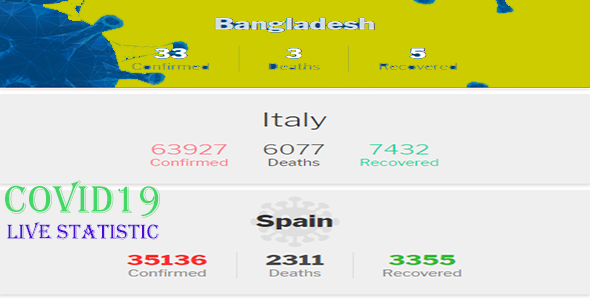 Bangladesh
33 3 5
Confirmed Deaths Recovered
Italy
63927 6077 7432
Confirmed Deaths Recovered
COVID19
LIVE STATISTIC
Spain
35136 2311 3355
Confirmed Deaths Recovered